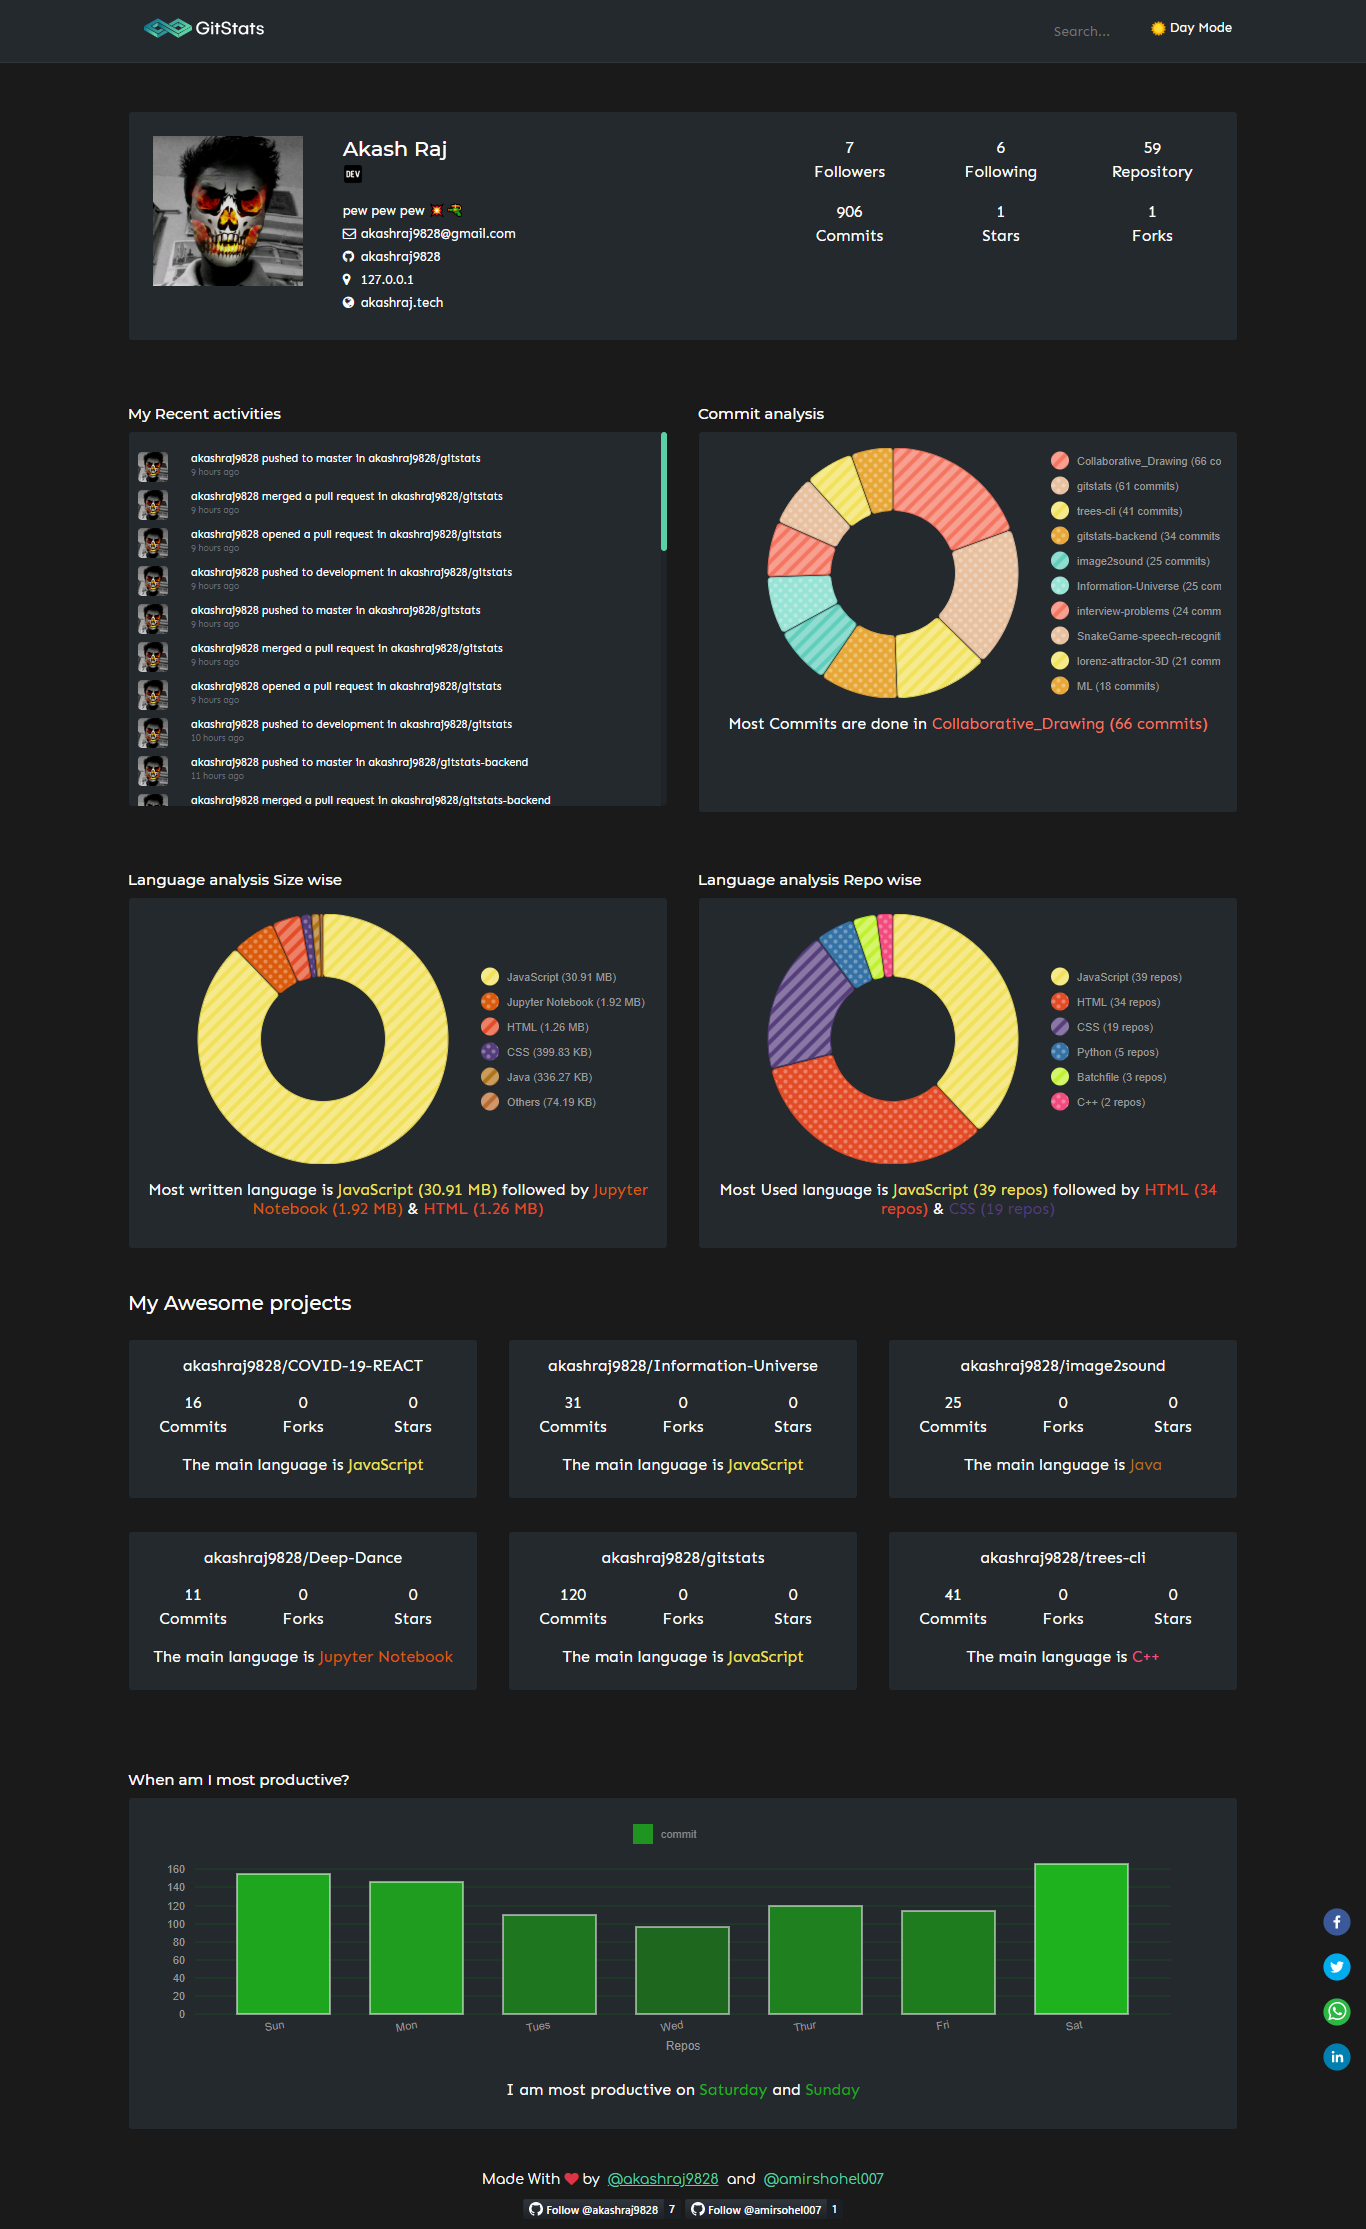 GitStats
Search...
Day Mode
Akash Raj
DEV
pew pew pew
akashraj9828@gmail.com
akashraj9828
127.0.0.1
akashraj.tech
7
Followers
6
Following
59
Repository
906
Commits
1
Stars
1
Forks
My Recent activities
akashraj9828 pushed to master in akashraj9828/gitstats
9 hours ago
akashraj9828 merged a pull request in akashraj9828/gitstats
9 hours ago
akashraj9828 opened a pull request in akashraj9828/gitstats
9 hours ago
akashraj9828 pushed to development in akashraj9828/gitstats
9 hours ago
akashraj9828 pushed to master in akashraj9828/gitstats
9 hours ago
akashraj9828 merged a pull request in akashraj9828/gitstats
9 hours ago
akashraj9828 opened a pull request in akashraj9828/gitstats
9 hours ago
akashraj9828 pushed to development in akashraj9828/gitstats
10 hours ago
akashraj9828 pushed to master in akashraj9828/gitstats-backend
11 hours ago
akashraj9828 merged a pull request in akashraj9828/gitstats-backend
Commit analysis
Collaborative_Drawing (66 co
gitstats (61 commits)
trees-cli (41 commits)
gitstats-backend (34 commits
image2sound (25 commits)
Information-Universe (25 com
interview-problems (24 comm
SnakeGame-speech-recogniti
lorenz-attractor-3D (21 comm
ML (18 commits)
Most Commits are done in Collaborative_Drawing (66 commits)
Language analysis Size wise
JavaScript (30.91 MB)
Jupyter Notebook (1.92 MB)
HTML (1.26 MB)
CSS (399.83 KB)
Java (336.27 KB)
Others (74.19 KB)
Most written language is JavaScript (30.91 MB) followed by Jupyter
Notebook (1.92 MB) & HTML (1.26 MB)
Language analysis Repo wise
JavaScript (39 repos)
HTML (34 repos)
CSS (19 repos)
Python (5 repos)
Batchfile (3 repos)
C++ (2 repos)
Most Used language is JavaScript (39 repos) followed by HTML (34
repos) & CSS (19 repos)
My Awesome projects
akashraj9828/COVID-19-REACT
16 0 0
Commits Forks Stars
The main language is JavaScript
akashraj9828/Information-Universe
31 0 0
Commits Forks Stars
The main language is JavaScript
akashraj9828/image2sound
25 0 0
Commits Forks Stars
The main language is Java
akashraj9828/Deep-Dance
11 0 0
Commits Forks Stars
The main language is Jupyter Notebook
akashraj9828/gitstats
120 0 0
Commits Forks Stars
The main language is JavaScript
akashraj9828/trees-cli
41 0 0
Commits Forks Stars
The main language is C++
When am I most productive?
commit
160
140
120
100
80
60
40
20
0
Sun Mon Tues Wed Thur Fri Sat
Repos
I am most productive on Saturday and Sunday
Made With by @akashraj9828 and @amirshohel007
Follow @akashraj9828 7 Follow @amirsohel007 1